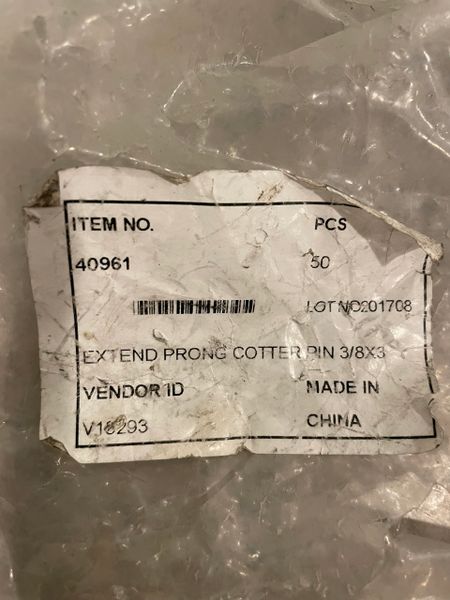 ITEM NO. PCS
40961 50
LOT NO201708
EXTEND PRONG COTTER PIN 3/8X3
VENDOR ID MADE IN
V18293 CHINA